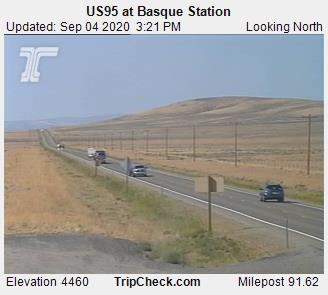 US95 at Basque Station
Updated: Sep 04 2020 3:21 PM Looking North
Elevation 4460 TripCheck.com Milepost 91.62